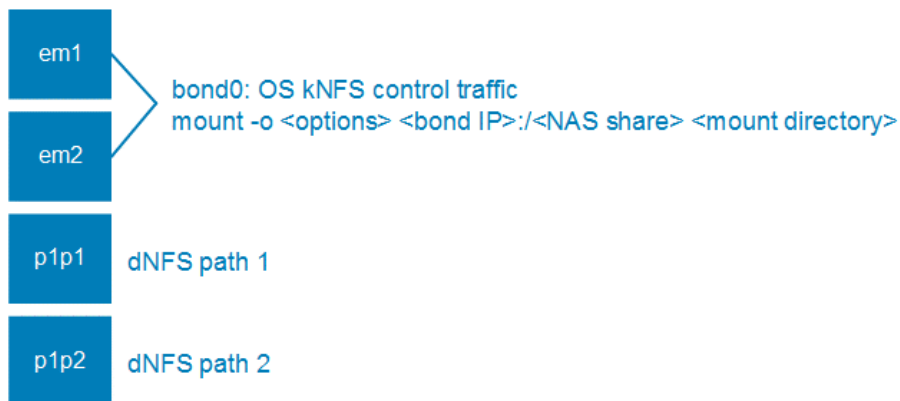 em1
bond0: OS kNFS control traffic
mount -o <options> <bond IP>:/<NAS share> <mount directory>
em2
p1p1
dNFS path 1
p1p2
dNFS path 2